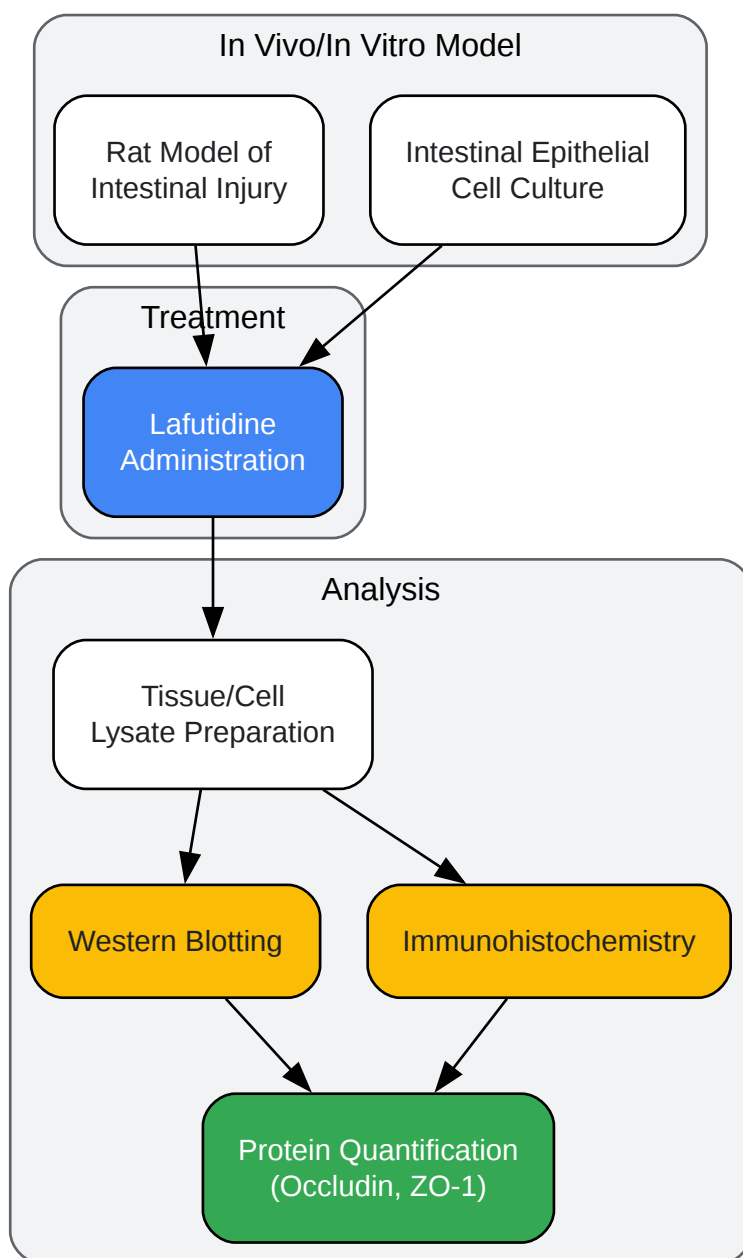 In Vivo/In Vitro Model
Rat Model of
Intestinal Injury
Intestinal Epithelial
Cell Culture
Treatment
Lafutidine
Administration
Analysis
Tissue/Cell
Lysate Preparation
Western Blotting
Immunohistochemistry
Protein Quantification
(Occludin, ZO-1)